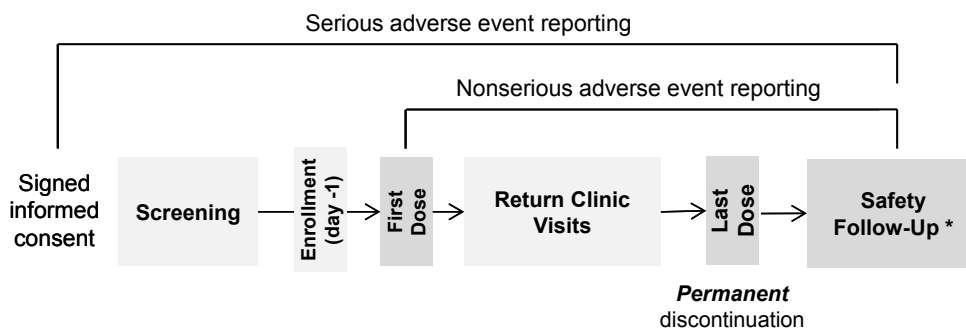 Serious adverse event reporting
Nonserious adverse event reporting
Signed
informed
consent
Screening
Enrollment
(day -1)
First
Dose
Return Clinic
Visits
Last
Dose
Safety
Follow-Up *
Permanent
discontinuation